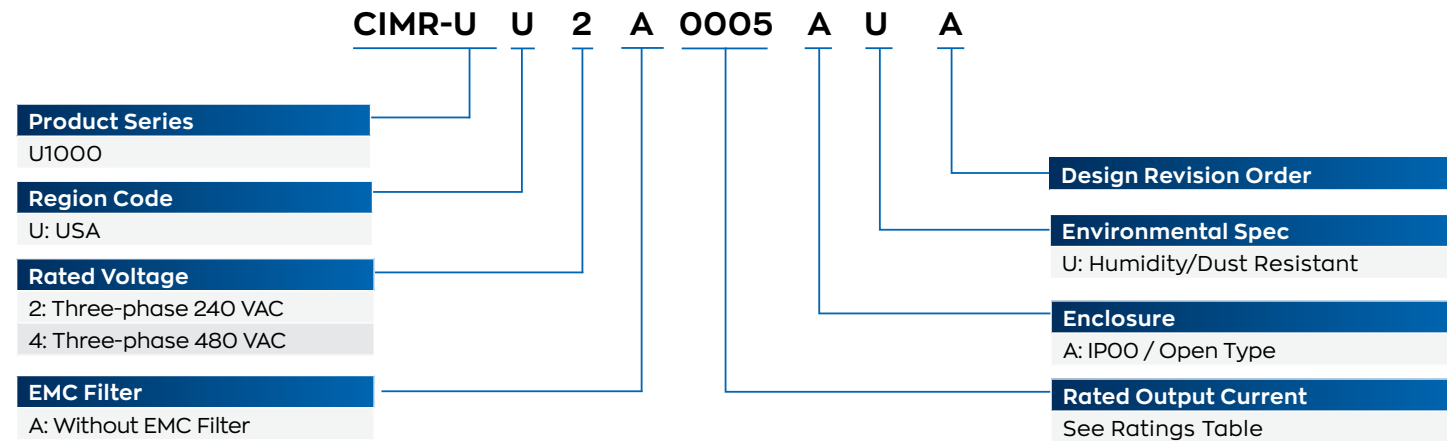 CIMR-U U 2 A 0005 A U A
Product Series
U1000
Region Code
U: USA
Rated Voltage
2: Three-phase 240 VAC
4: Three-phase 480 VAC
EMC Filter
A: Without EMC Filter
Design Revision Order
Environmental Spec
U: Humidity/Dust Resistant
Enclosure
A: IP00 / Open Type
Rated Output Current
See Ratings Table